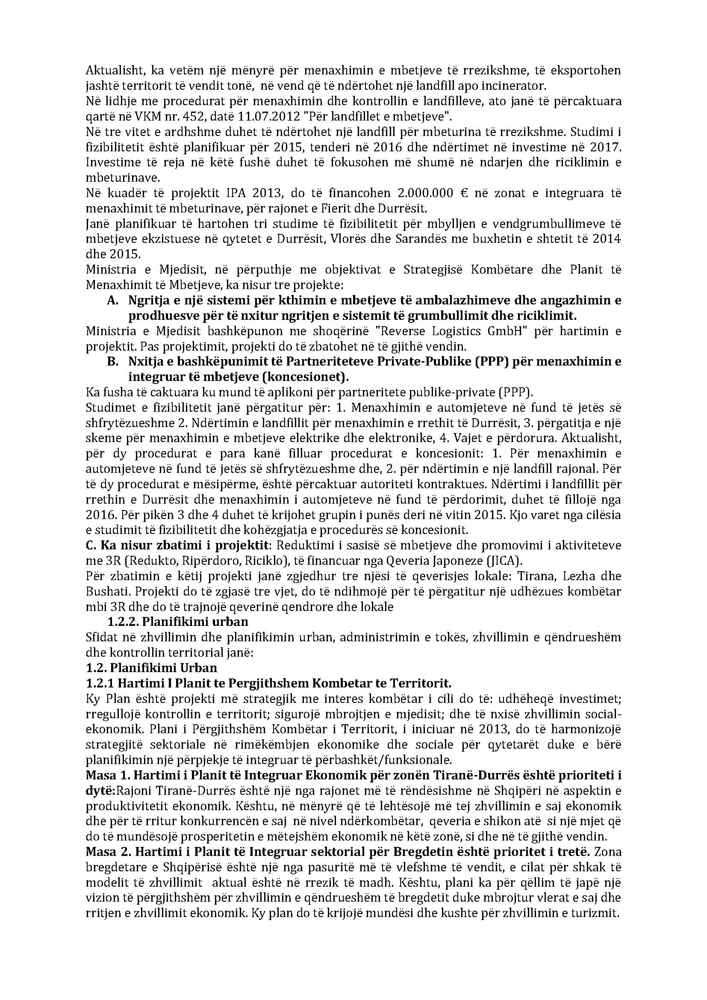 Aktualisht, ka vetëm një mënyrë për menaxhimin e mbetjeve të rrezikshme, të eksportohen
jashtë territorit të vendit tonë, në vend që të ndërtohet një landfill apo incinerator.
Në lidhje me procedurat për menaxhimin dhe kontrollin e landfilleve, ato janë të përcaktuara
qartë në VKM nr. 452, datë 11.07.2012 "Për landfillet e mbetjeve".
Në tre vitet e ardhshme duhet të ndërtohet një landfill për mbeturina të rrezikshme. Studimi i
fizibilitetit është planifikuar për 2015, tenderi në 2016 dhe ndërtimet në investime në 2017.
Investime të reja në këtë fushë duhet të fokusohen më shumë në ndarjen dhe riciklimin e
mbeturinave.
Në kuadër të projektit IPA 2013, do të financohen 2.000.000 € në zonat e integruara të
menaxhimit të mbeturinave, për rajonet e Fierit dhe Durrësit.
Janë planifikuar të hartohen tri studime të fizibilitetit për mbylljen e vendgrumbullimeve të
mbetjeve ekzistuese në qytetet e Durrësit, Vlorës dhe Sarandës me buxhetin e shtetit të 2014
dhe 2015.
Ministria e Mjedisit, në përputhje me objektivat e Strategjisë Kombëtare dhe Planit të
Menaxhimit të Mbetjeve, ka nisur tre projekte:
A. Ngritja e një sistemi për kthimin e mbetjeve të ambalazhimeve dhe angazhimin e
prodhuesve për të nxitur ngritjen e sistemit të grumbullimit dhe riciklimit.
Ministria e Mjedisit bashkëpunon me shoqërinë "Reverse Logistics GmbH" për hartimin e
projektit. Pas projektimit, projekti do të zbatohet në të gjithë vendin.
B. Nxitja e bashkëpunimit të Partneriteteve Private-Publike (PPP) për menaxhimin e
integruar të mbetjeve (koncesionet).
Ka fusha të caktuara ku mund të aplikoni për partneritete publike-private (PPP).
Studimet e fizibilitetit janë përgatitur për: 1. Menaxhimin e automjeteve në fund të jetës së
shfrytëzueshme 2. Ndërtimin e landfillit për menaxhimin e rrethit të Durrësit, 3. përgatitja e një
skeme për menaxhimin e mbetjeve elektrike dhe elektronike, 4. Vajet e përdorura. Aktualisht,
për dy procedurat e para kanë filluar procedurat e koncesionit: 1. Për menaxhimin e
automjeteve në fund të jetës së shfrytëzueshme dhe, 2. për ndërtimin e një landfill rajonal. Për
të dy procedurat e mësipërme, është përcaktuar autoriteti kontraktues. Ndërtimi i landfillit për
rrethin e Durrësit dhe menaxhimin i automjeteve në fund të përdorimit, duhet të fillojë nga
2016. Për pikën 3 dhe 4 duhet të krijohet grupin i punës deri në vitin 2015. Kjo varet nga cilësia
e studimit të fizibilitetit dhe kohëzgjatja e procedurës së koncesionit.
C. Ka nisur zbatimi i projektit: Reduktimi i sasisë së mbetjeve dhe promovimi i aktiviteteve
me 3R (Redukto, Ripërdoro, Riciklo), të financuar nga Qeveria Japoneze (JICA).
Për zbatimin e këtij projekti janë zgjedhur tre njësi të qeverisjes lokale: Tirana, Lezha dhe
Bushati. Projekti do të zgjasë tre vjet, do të ndihmojë për të përgatitur një udhëzues kombëtar
mbi 3R dhe do të trajnojë qeverinë qendrore dhe lokale
1.2.2. Planifikimi urban
Sfidat në zhvillimin dhe planifikimin urban, administrimin e tokës, zhvillimin e qëndrueshëm
dhe kontrollin territorial janë:
1.2. Planifikimi Urban
1.2.1 Hartimi I Planit te Pergjithshem Kombetar te Territorit.
Ky Plan është projekti më strategjik me interes kombëtar i cili do të: udhëheqë investimet;
rregullojë kontrollin e territorit; sigurojë mbrojtjen e mjedisit; dhe të nxisë zhvillimin social-
ekonomik. Plani i Përgjithshëm Kombëtar i Territorit, i iniciuar në 2013, do të harmonizojë
strategjitë sektoriale në rimëkëmbjen ekonomike dhe sociale për qytetarët duke e bërë
planifikimin një përpjekje të integruar të përbashkët/funksionale.
Masa 1. Hartimi i Planit të Integruar Ekonomik për zonën Tiranë-Durrës është prioriteti i
dytë:Rajoni Tiranë-Durrës është një nga rajonet më të rëndësishme në Shqipëri në aspektin e
produktivitetit ekonomik. Kështu, në mënyrë që të lehtësojë më tej zhvillimin e saj ekonomik
dhe për të rritur konkurrencën e saj në nivel ndërkombëtar, qeveria e shikon atë si një mjet që
do të mundësojë prosperitetin e mëtejshëm ekonomik në këtë zonë, si dhe në të gjithë vendin.
Masa 2. Hartimi i Planit të Integruar sektorial për Bregdetin është prioritet i tretë. Zona
bregdetare e Shqipërisë është një nga pasuritë më të vlefshme të vendit, e cilat për shkak të
modelit të zhvillimit aktual është në rrezik të madh. Kështu, plani ka për qëllim të japë një
vizion të përgjithshëm për zhvillimin e qëndrueshëm të bregdetit duke mbrojtur vlerat e saj dhe
rritjen e zhvillimit ekonomik. Ky plan do të krijojë mundësi dhe kushte për zhvillimin e turizmit.